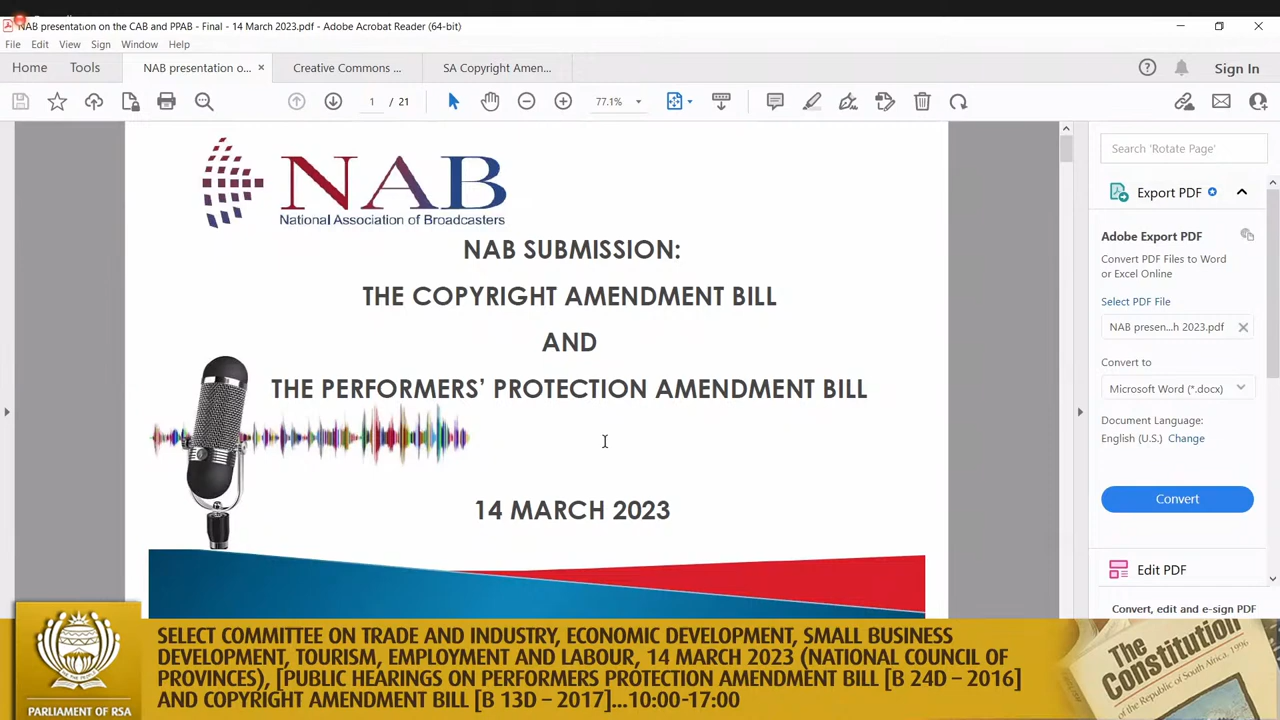 NAB presentation on the CAB and PPAB - Final - 14 March 2023.pdf - Adobe Acrobat Reader (64-bit)
File Edit View Sign Window Help
Home Tools NAB presentation o... × Creative Commons ... SA Copyright Amen... Sign In
1 / 21 77.1%
Search 'Rotate Page'
Export PDF
Adobe Export PDF
Convert PDF Files to Word
or Excel Online
Select PDF File
NAB presen...h 2023.pdf
Convert to
Microsoft Word (*.docx)
Document Language:
English (U.S.) Change
Convert
Edit PDF
Convert, edit and e-sign PDF
NAB
National Association of Broadcasters
NAB SUBMISSION:
THE COPYRIGHT AMENDMENT BILL
AND
THE PERFORMERS' PROTECTION AMENDMENT BILL
14 MARCH 2023
PARLIAMENT OF RSA
SELECT COMMITTEE ON TRADE AND INDUSTRY, ECONOMIC DEVELOPMENT, SMALL BUSINESS
DEVELOPMENT, TOURISM, EMPLOYMENT AND LABOUR, 14 MARCH 2023 (NATIONAL COUNCIL OF
PROVINCES), [PUBLIC HEARINGS ON PERFORMERS PROTECTION AMENDMENT BILL [B 24D – 2016]
AND COPYRIGHT AMENDMENT BILL [B 13D – 2017]...10:00-17:00
The
Constitution
of the Republic of South Africa, 1996